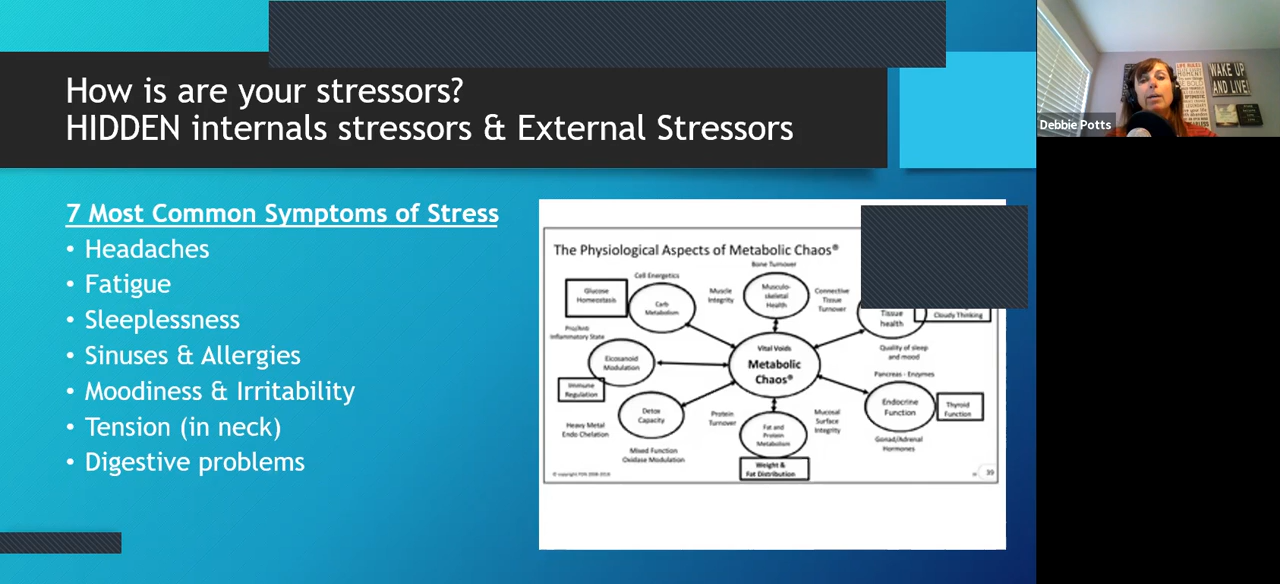 How is are your stressors?
HIDDEN internals stressors & External Stressors
7 Most Common Symptoms of Stress
• Headaches
• Fatigue
• Sleeplessness
• Sinuses & Allergies
• Moodiness & Irritability
• Tension (in neck)
• Digestive problems
The Physiological Aspects of Metabolic Chaos®
Bone Turnover
Cell Energetics
Glucose
Homeostasis
Carb
Metabolism
Muscle
Integrity
Musculo-
skeletal
Health
Connective
Tissue
Turnover
Tissue
health
Cloudy Thinking
Pro/Anti
Inflammatory State
Eicosanoid
Modulation
Vital Voids
Metabolic
Chaos®
Quality of sleep
and mood
Immune
Regulation
Pancreas - Enzymes
Endocrine
Function
Thyroid
Function
Detox
Capacity
Protein
Turnover
Mucosal
Surface
Integrity
Heavy Metal
Endo Chelation
Fat and
Protein
Metabolism
Gonad/Adrenal
Hormones
Mixed Function
Oxidase Modulation
Weight &
Fat Distribution
39
Debbie Potts
WAKE UP
AND LIVE!